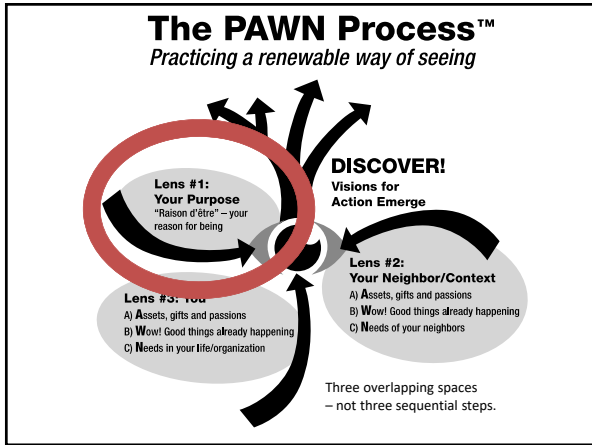 The PAWN Process™
Practicing a renewable way of seeing
DISCOVER!
Visions for
Action Emerge
Lens #1:
Your Purpose
"Raison d'être" – your
reason for being
Lens #2:
Your Neighbor/Context
A) Assets, gifts and passions
B) Wow! Good things already happening
C) Needs of your neighbors
Lens #3: You
A) Assets, gifts and passions
B) Wow! Good things already happening
C) Needs in your life/organization
Three overlapping spaces
– not three sequential steps.